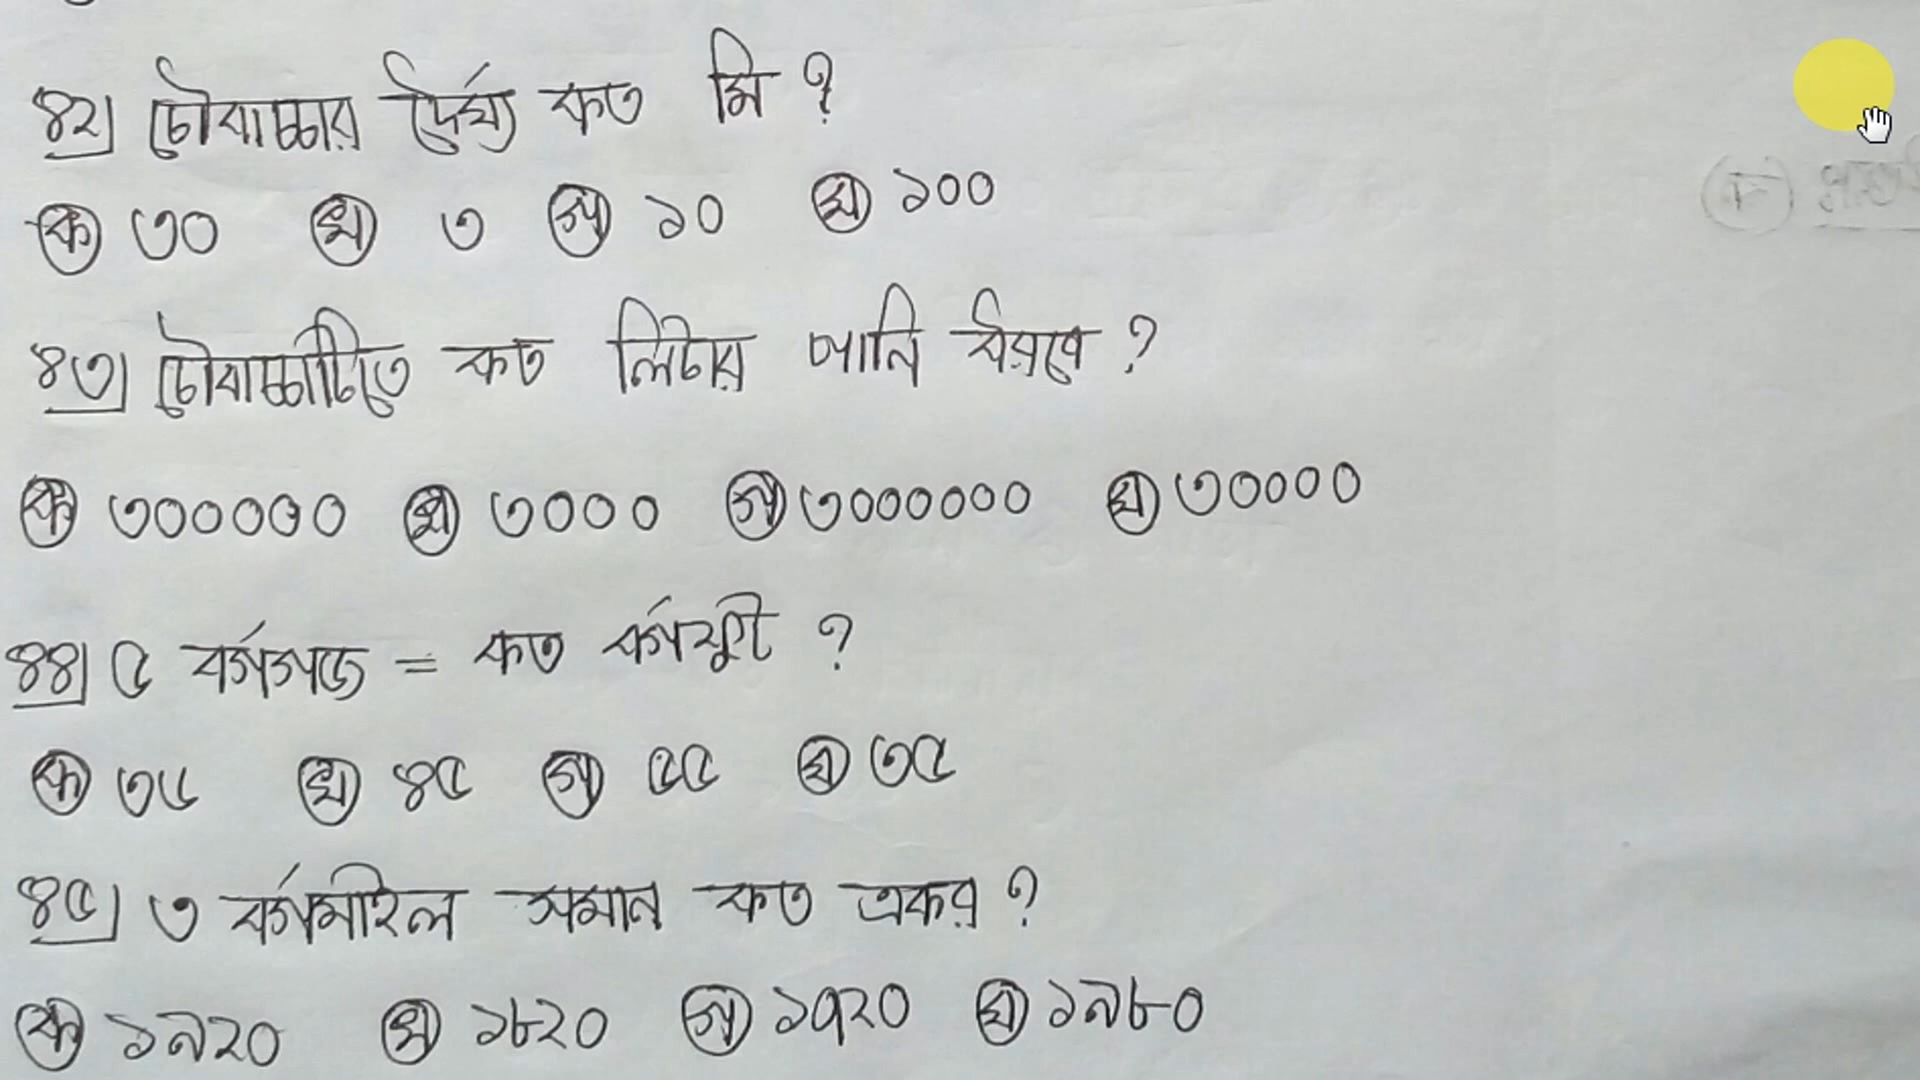 ৪২) চৌবাচ্চার দৈর্ঘ্য কত মি ?
ক ৩০ খ ৩ গ ১০ ঘ ১০০
৪৩) চৌবাচ্চাটিতে কত লিটার পানি ধরবে ?
ক ৩০০০০০ খ ৩০০০ গ ৩০০০০০০ ঘ ৩০০০০
৪৪) ৫ বর্গগজ = কত বর্গফুট ?
ক ৩৬ খ ৪৫ গ ৫৫ ঘ ৩৫
৪৫) ৩ বর্গমাইল সমান কত একর ?
ক ১৯২০ খ ১৮২০ গ ১৭২০ ঘ ১৯৮০